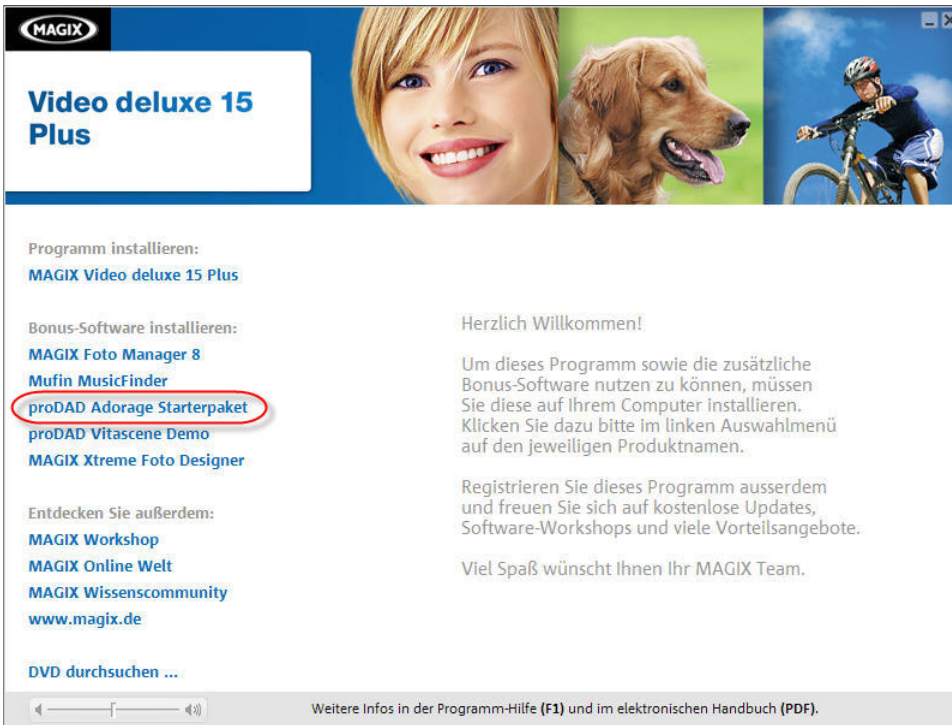 MAGIX
Video deluxe 15
Plus
Programm installieren:
MAGIX Video deluxe 15 Plus
Bonus-Software installieren:
MAGIX Foto Manager 8
Mufin MusicFinder
proDAD Adorage Starterpaket
proDAD Vitascene Demo
MAGIX Xtreme Foto Designer
Entdecken Sie außerdem:
MAGIX Workshop
MAGIX Online Welt
MAGIX Wissenscommunity
www.magix.de
DVD durchsuchen ...
Herzlich Willkommen!
Um dieses Programm sowie die zusätzliche
Bonus-Software nutzen zu können, müssen
Sie diese auf Ihrem Computer installieren.
Klicken Sie dazu bitte im linken Auswahlmenü
auf den jeweiligen Produktnamen.
Registrieren Sie dieses Programm ausserdem
und freuen Sie sich auf kostenlose Updates,
Software-Workshops und viele Vorteilsangebote.
Viel Spaß wünscht Ihnen Ihr MAGIX Team.
Weitere Infos in der Programm-Hilfe (F1) und im elektronischen Handbuch (PDF).